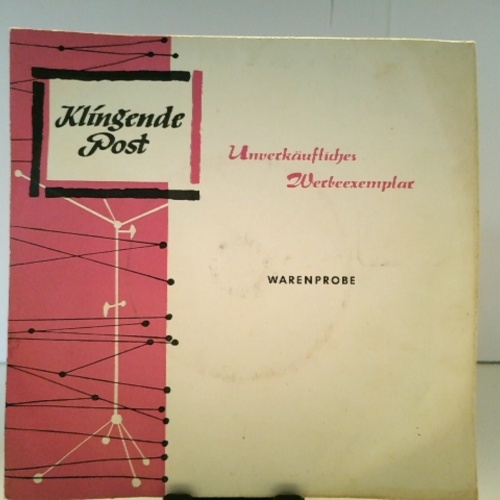 Klingende
Post
Unverkäufliches
Werbeexemplar
WARENPROBE